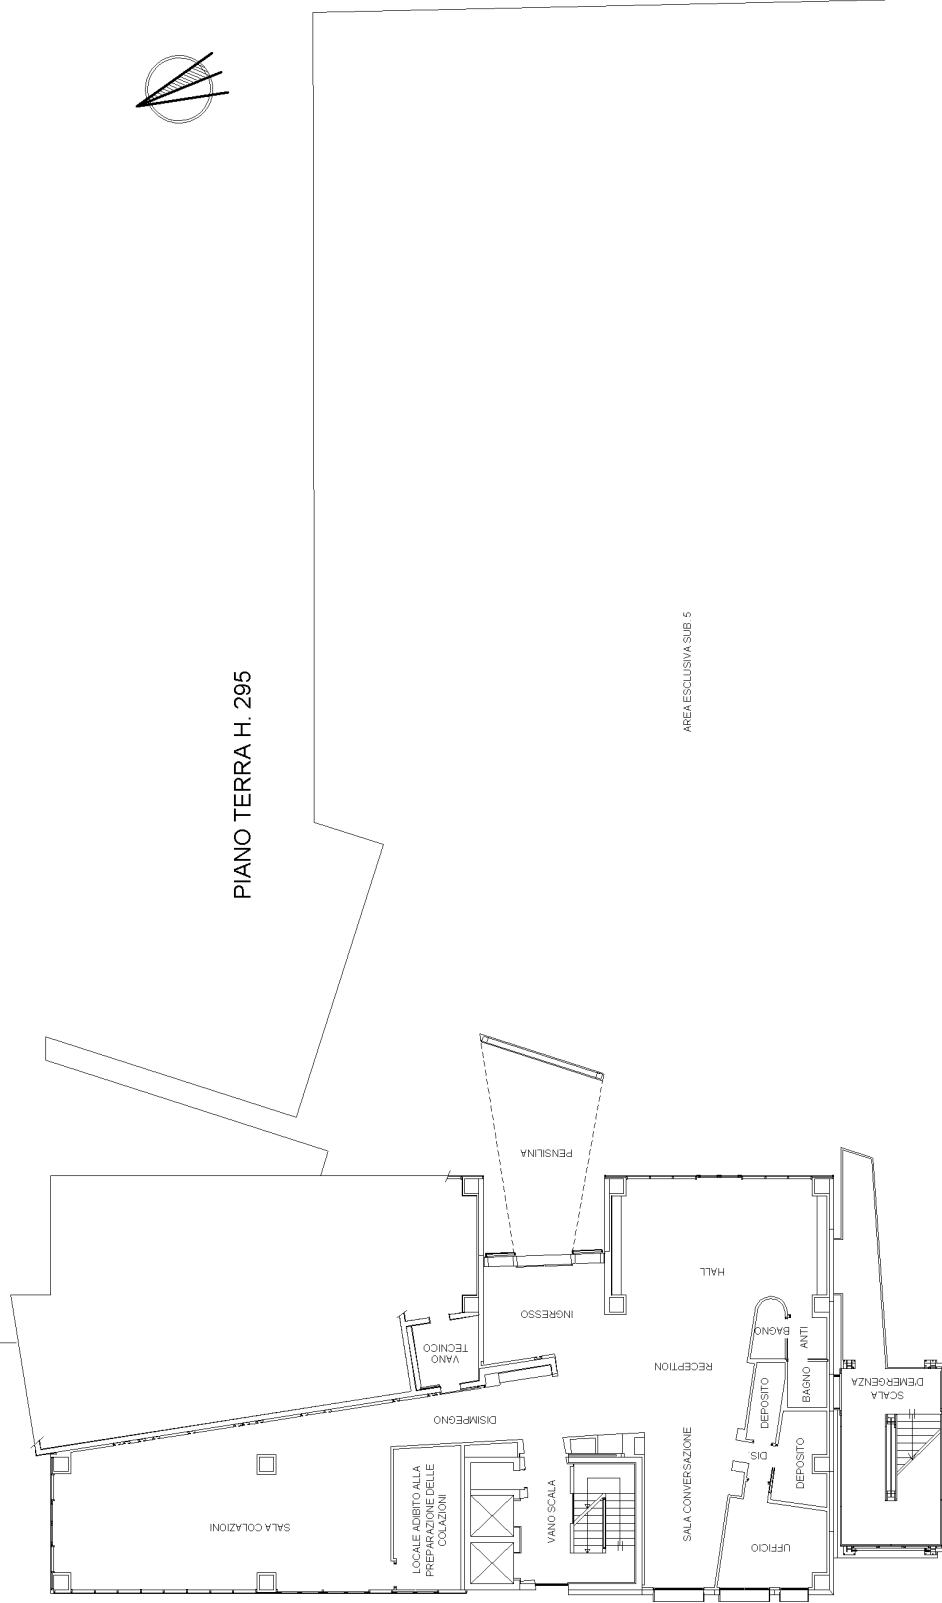 PIANO TERRA H. 295
AREA ESCLUSIVA SUB. 5
PENSILINA
HALL
INGRESSO
BAGNO
ANTI
VANO
TECNICO
RECEPTION
BAGNO
SCALA
D'EMERGENZA
DEPOSITO
DISIMPEGNO
DIS.
DEPOSITO
SALA CONVERSAZIONE
VANO SCALA
LOCALE ADIBITO ALLA
PREPARAZIONE DELLE
COLAZIONI
SALA COLAZIONI
UFFICIO